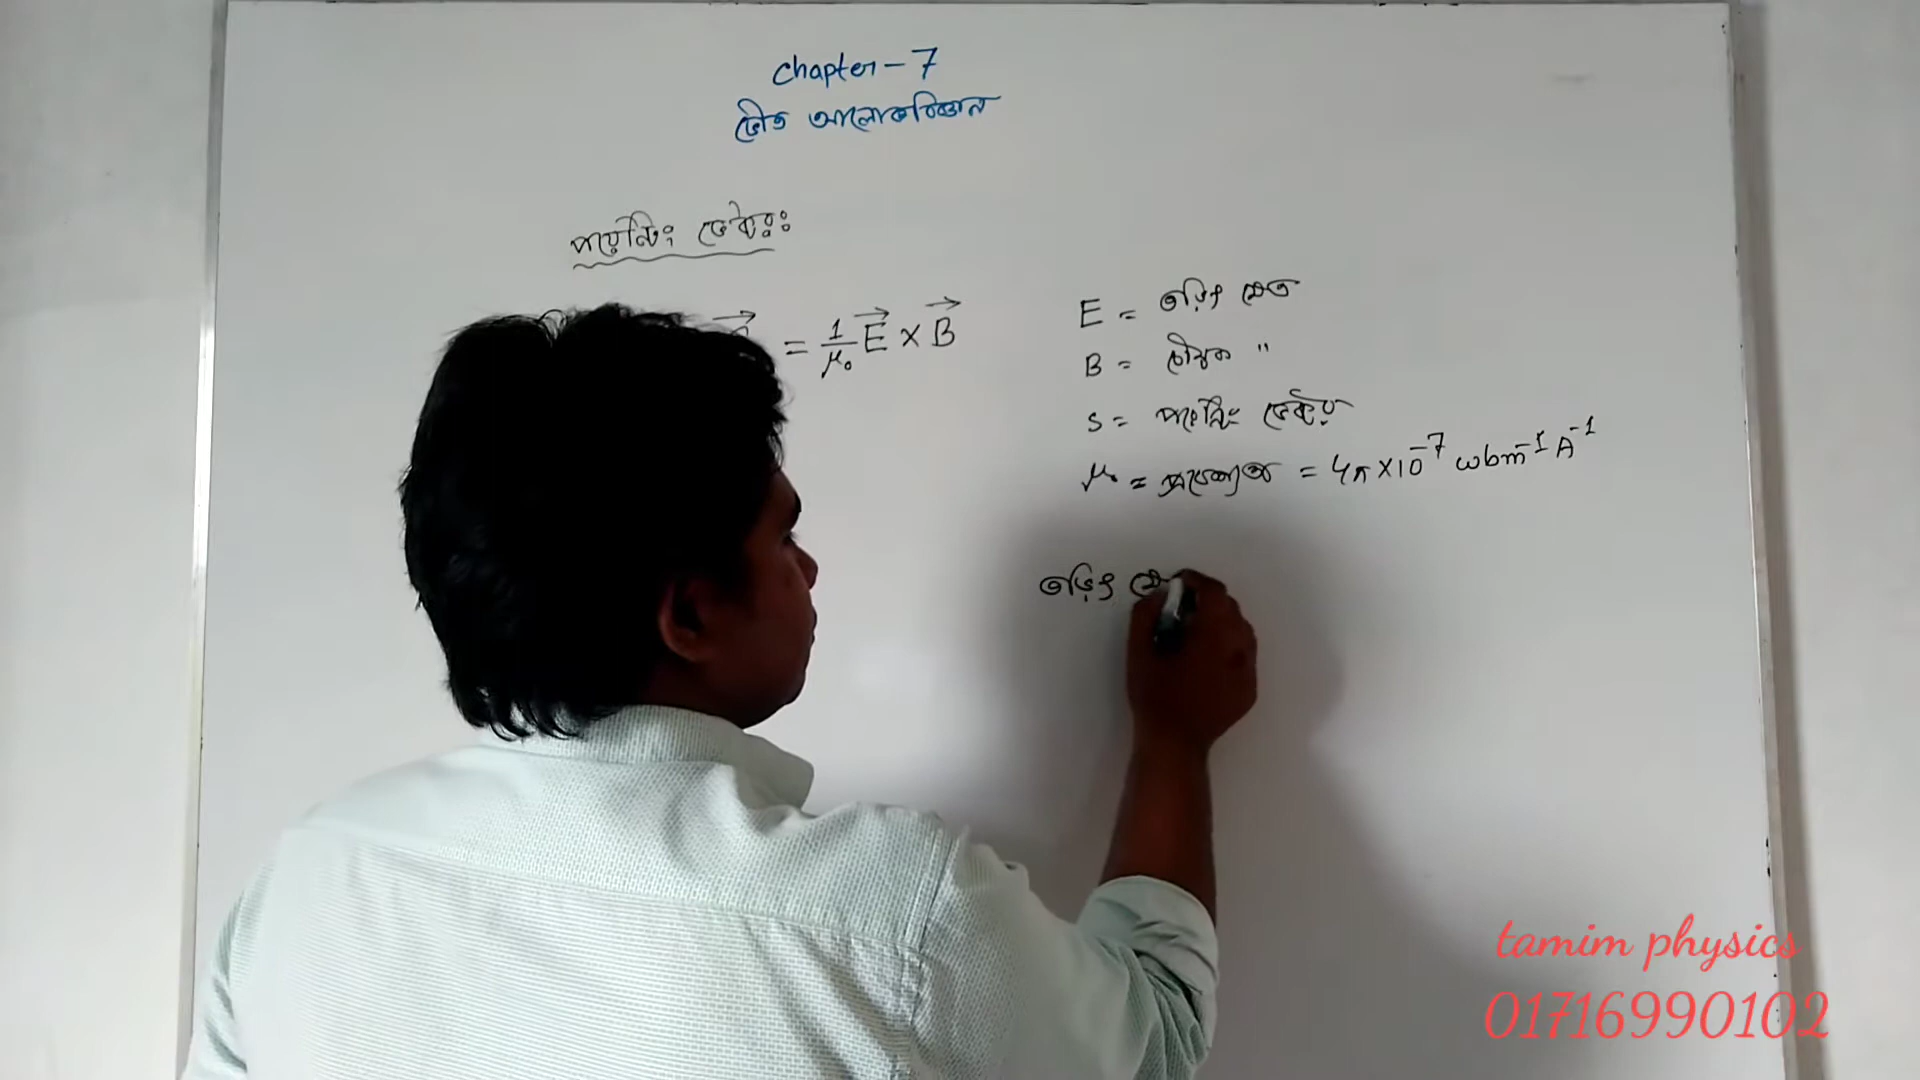 Chapter-7
ভৌত আলোকবিজ্ঞান
পয়েন্টিং ভেক্টরঃ
= 1/μ₀ E⃗ × B⃗
E = তড়িৎ ক্ষেত্র
B = চৌম্বক "
S = পয়েন্টিং ভেক্টর
μ₀ = প্রবেশ্যতা = 4π×10⁻⁷ wbm⁻¹A⁻¹
তড়িৎ
tamim physics
01716990102